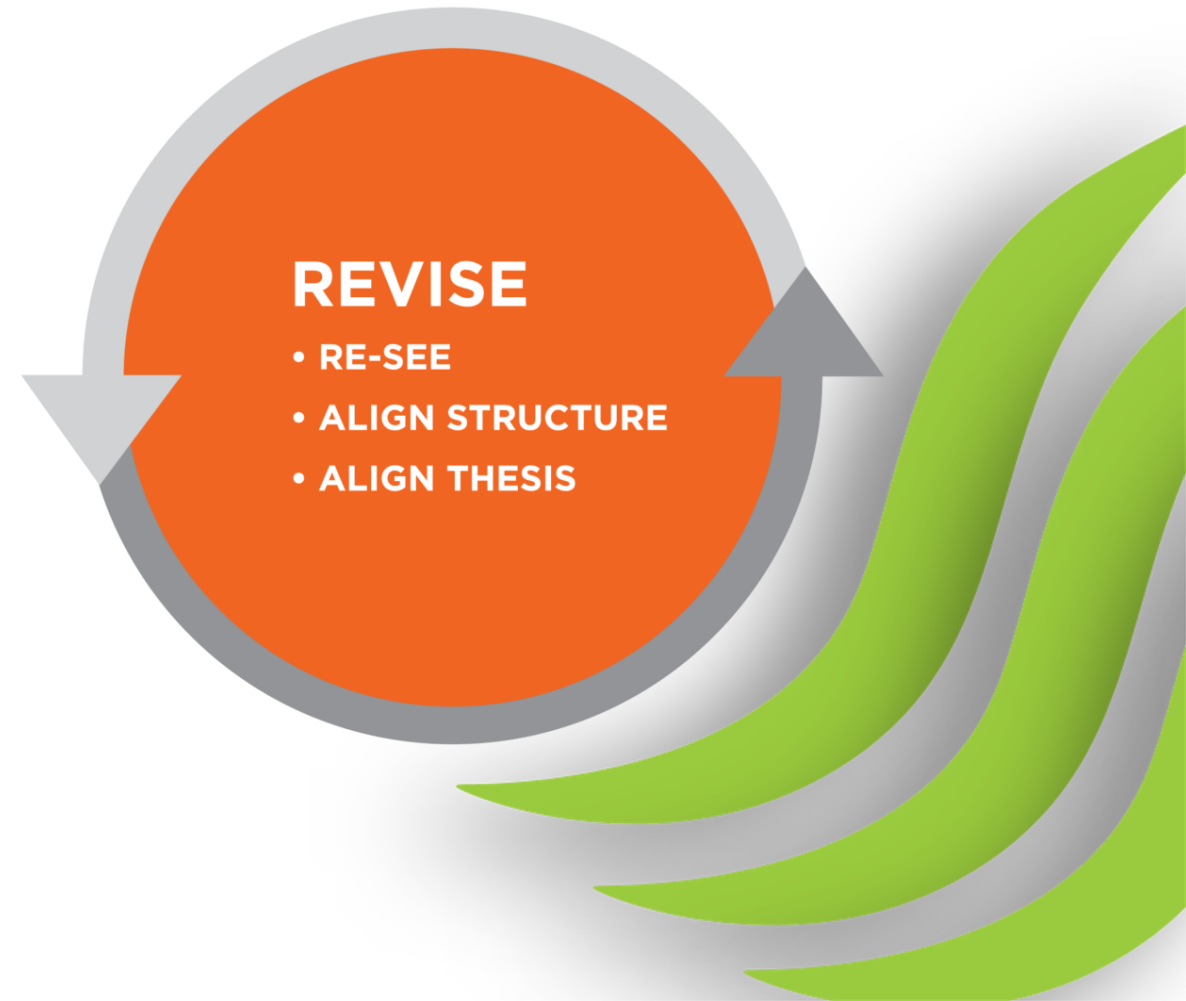 REVISE
• RE-SEE
• ALIGN STRUCTURE
• ALIGN THESIS